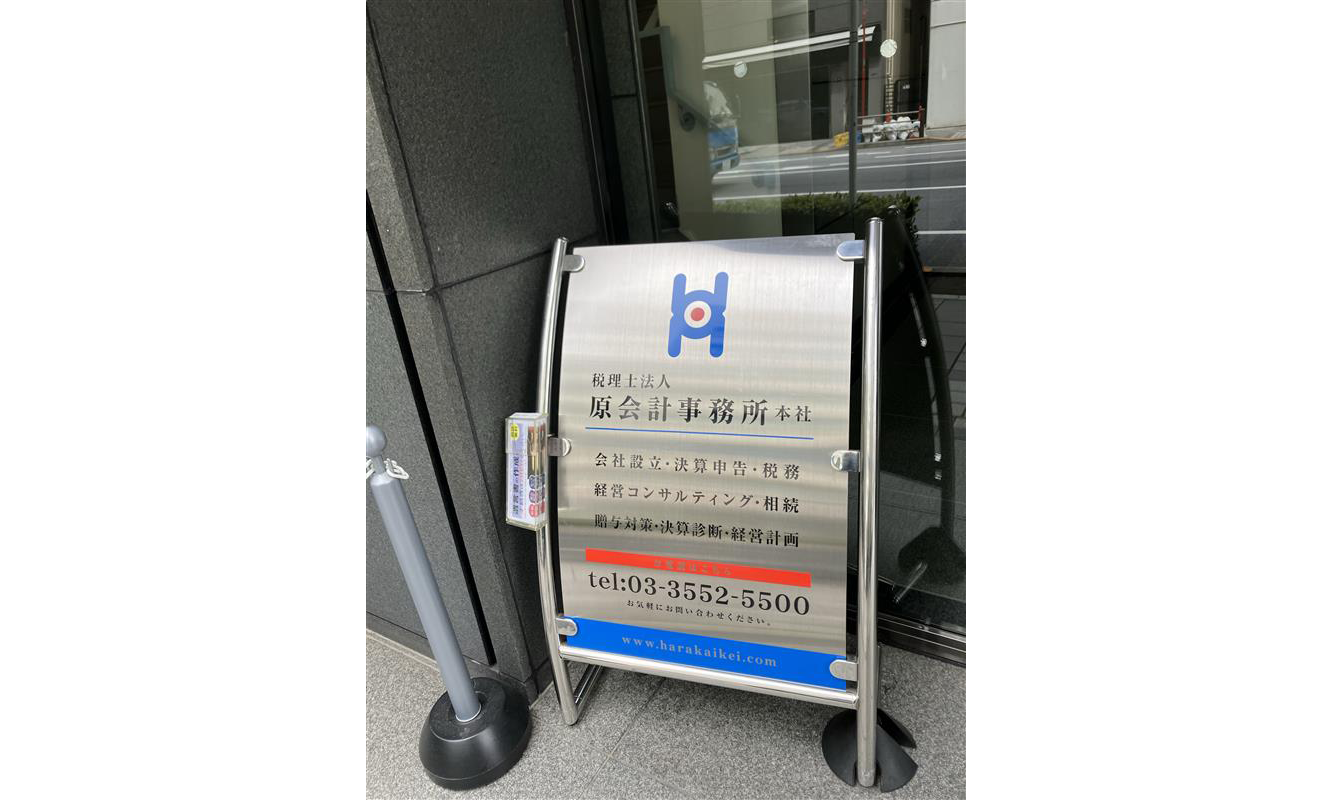 税理士法人
原会計事務所 本社
会社設立・決算申告・税務
経営コンサルティング・相続
贈与対策・決算診断・経営計画
tel:03-3552-5500
お気軽にお問い合わせください。
www.harakaikei.com